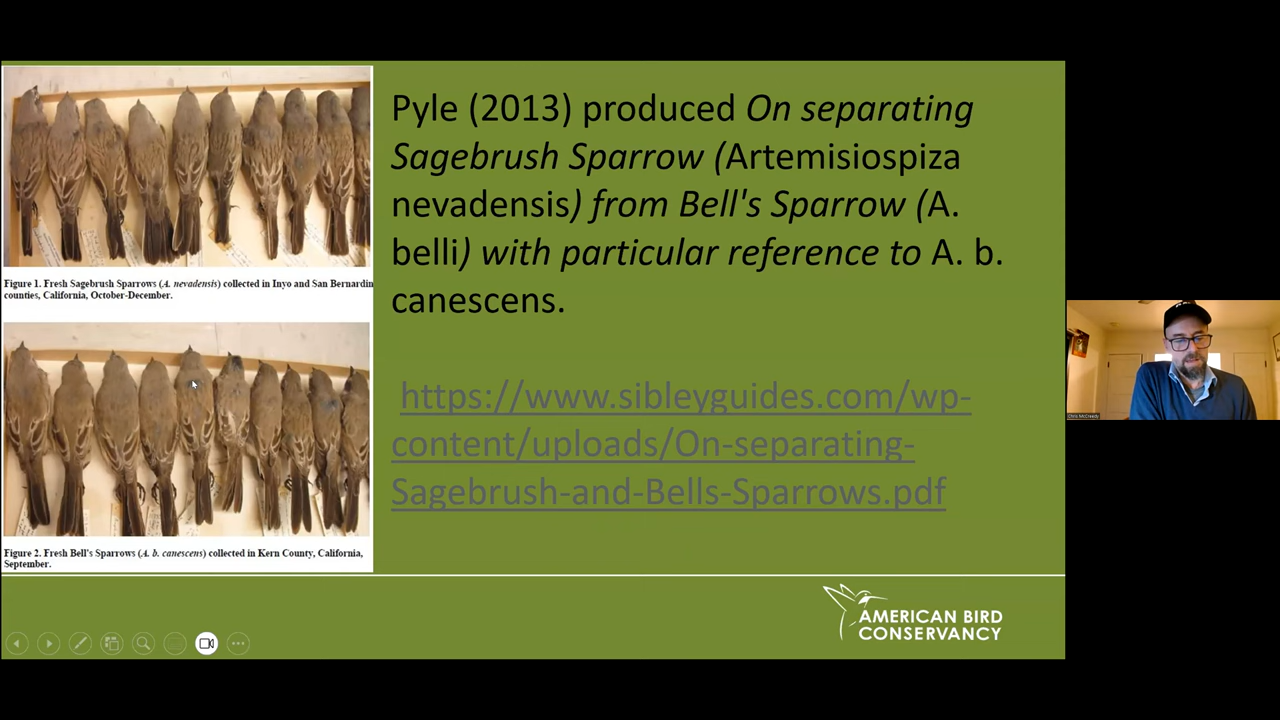 Figure 1. Fresh Sagebrush Sparrows (A. nevadensis) collected in Inyo and San Bernardin
counties, California, October-December.
Figure 2. Fresh Bell's Sparrows (A. b. canescens) collected in Kern County, California,
September.
Pyle (2013) produced On separating
Sagebrush Sparrow (Artemisiospiza
nevadensis) from Bell's Sparrow (A.
belli) with particular reference to A. b.
canescens.
https://www.sibleyguides.com/wp-
content/uploads/On-separating-
Sagebrush-and-Bells-Sparrows.pdf
AMERICAN BIRD
CONSERVANCY
Chris McCreedy